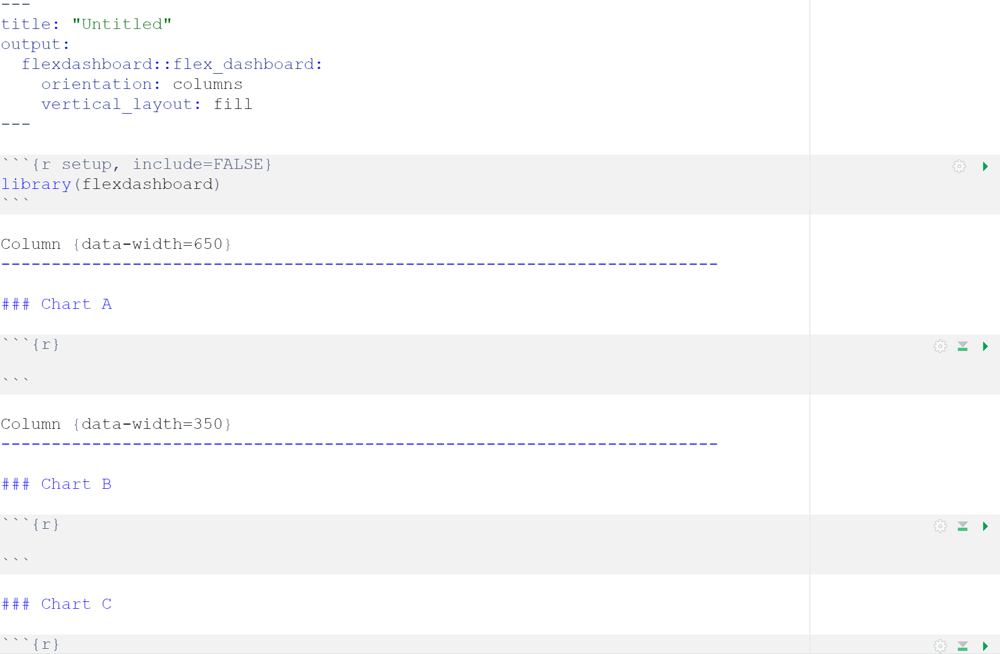 ---
title: "Untitled"
output:
  flexdashboard::flex_dashboard:
    orientation: columns
    vertical_layout: fill
---
```{r setup, include=FALSE}
library(flexdashboard)
```
Column {data-width=650}
-----------------------------------------------------------------------
### Chart A
```{r}
```
Column {data-width=350}
-----------------------------------------------------------------------
### Chart B
```{r}
```
### Chart C
```{r}